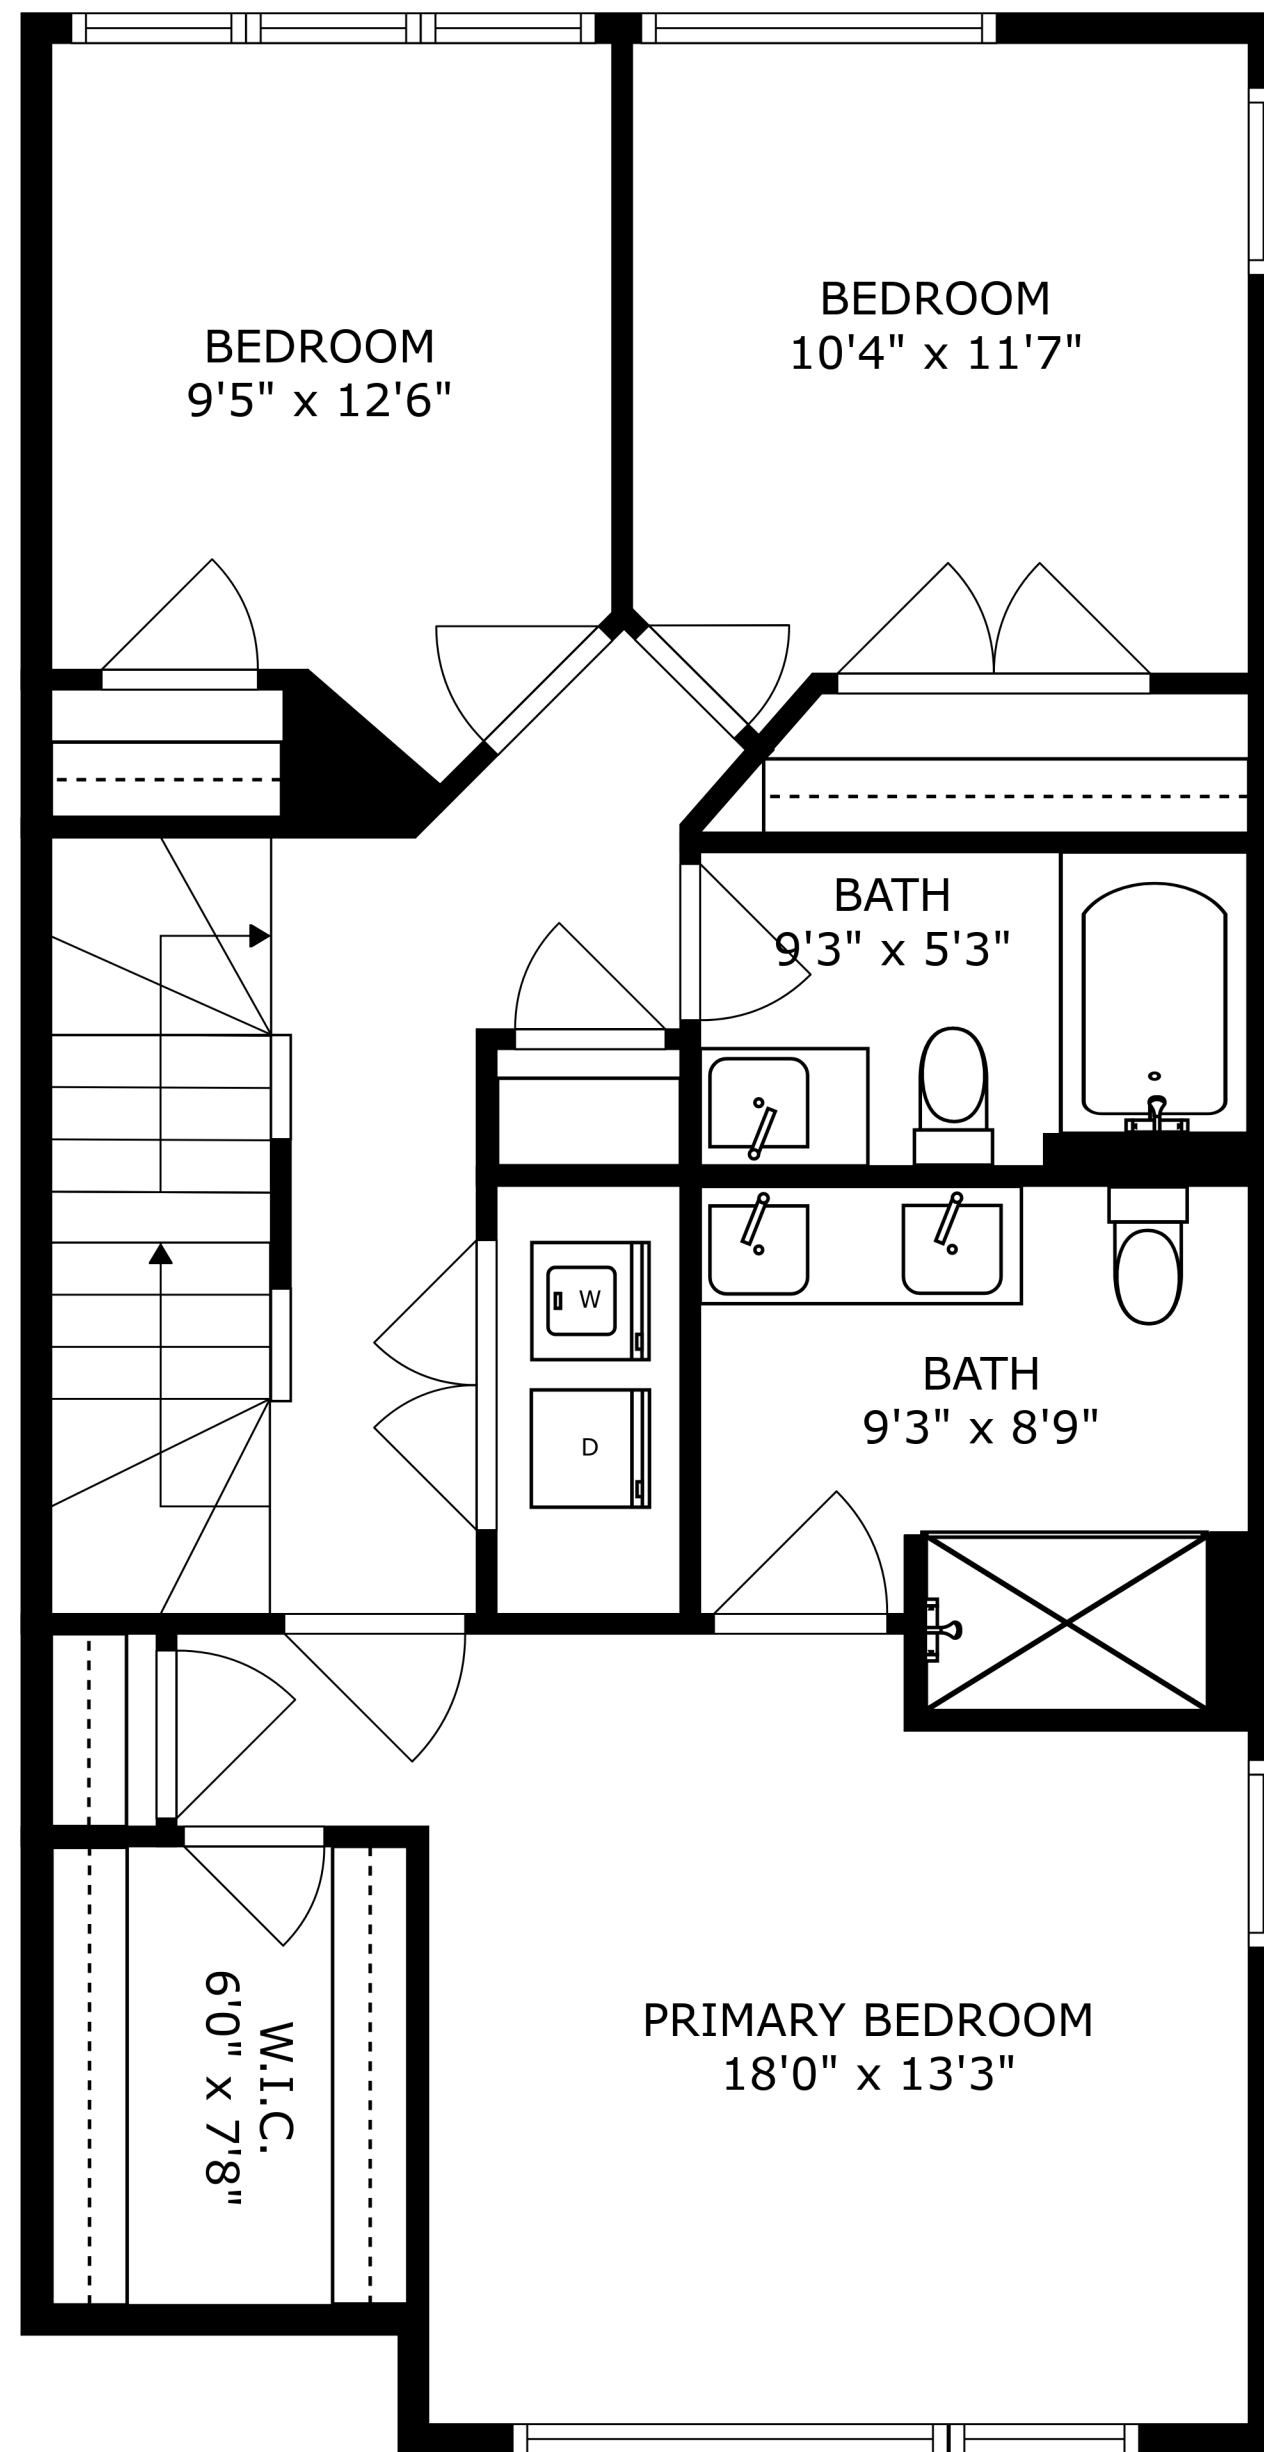 BEDROOM
9'5" x 12'6"
BEDROOM
10'4" x 11'7"
BATH
9'3" x 5'3"
W
D
BATH
9'3" x 8'9"
PRIMARY BEDROOM
18'0" x 13'3"
W.I.C.
6'0" x 7'8"